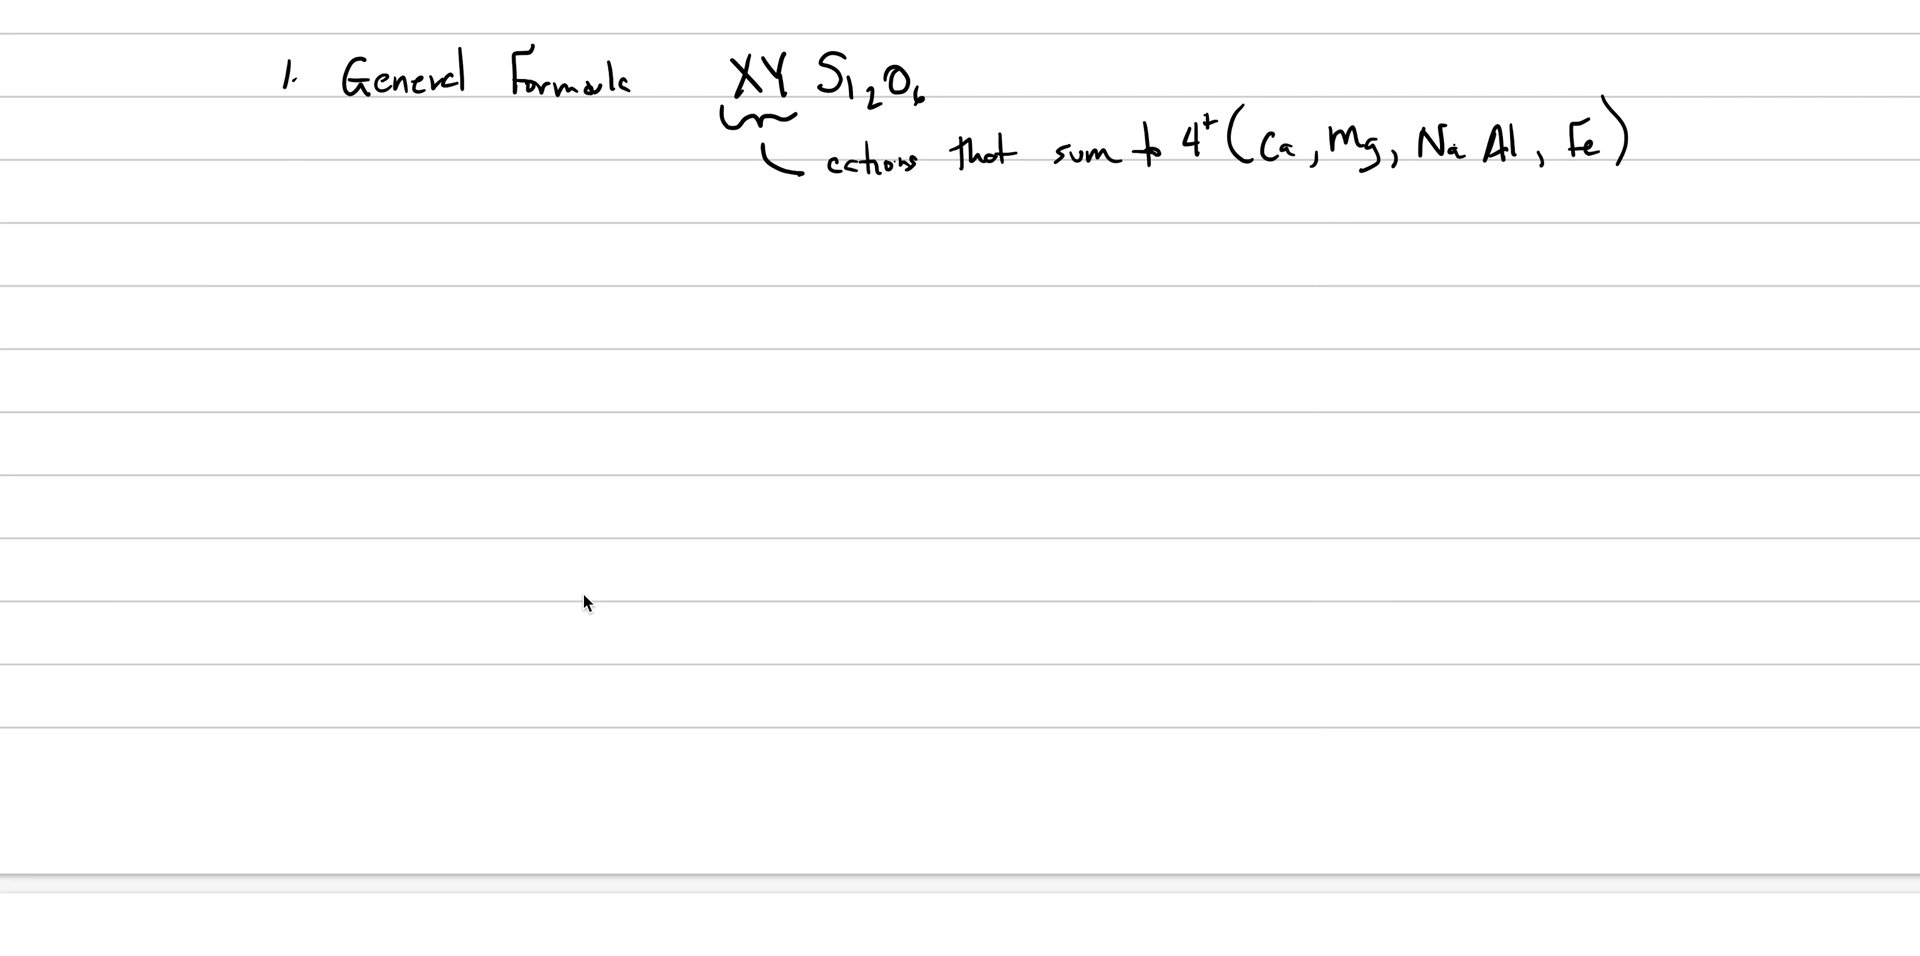 1. General Formula XY Si₂O₆
cations that sum to 4⁺ (Ca, Mg, Na Al, Fe)